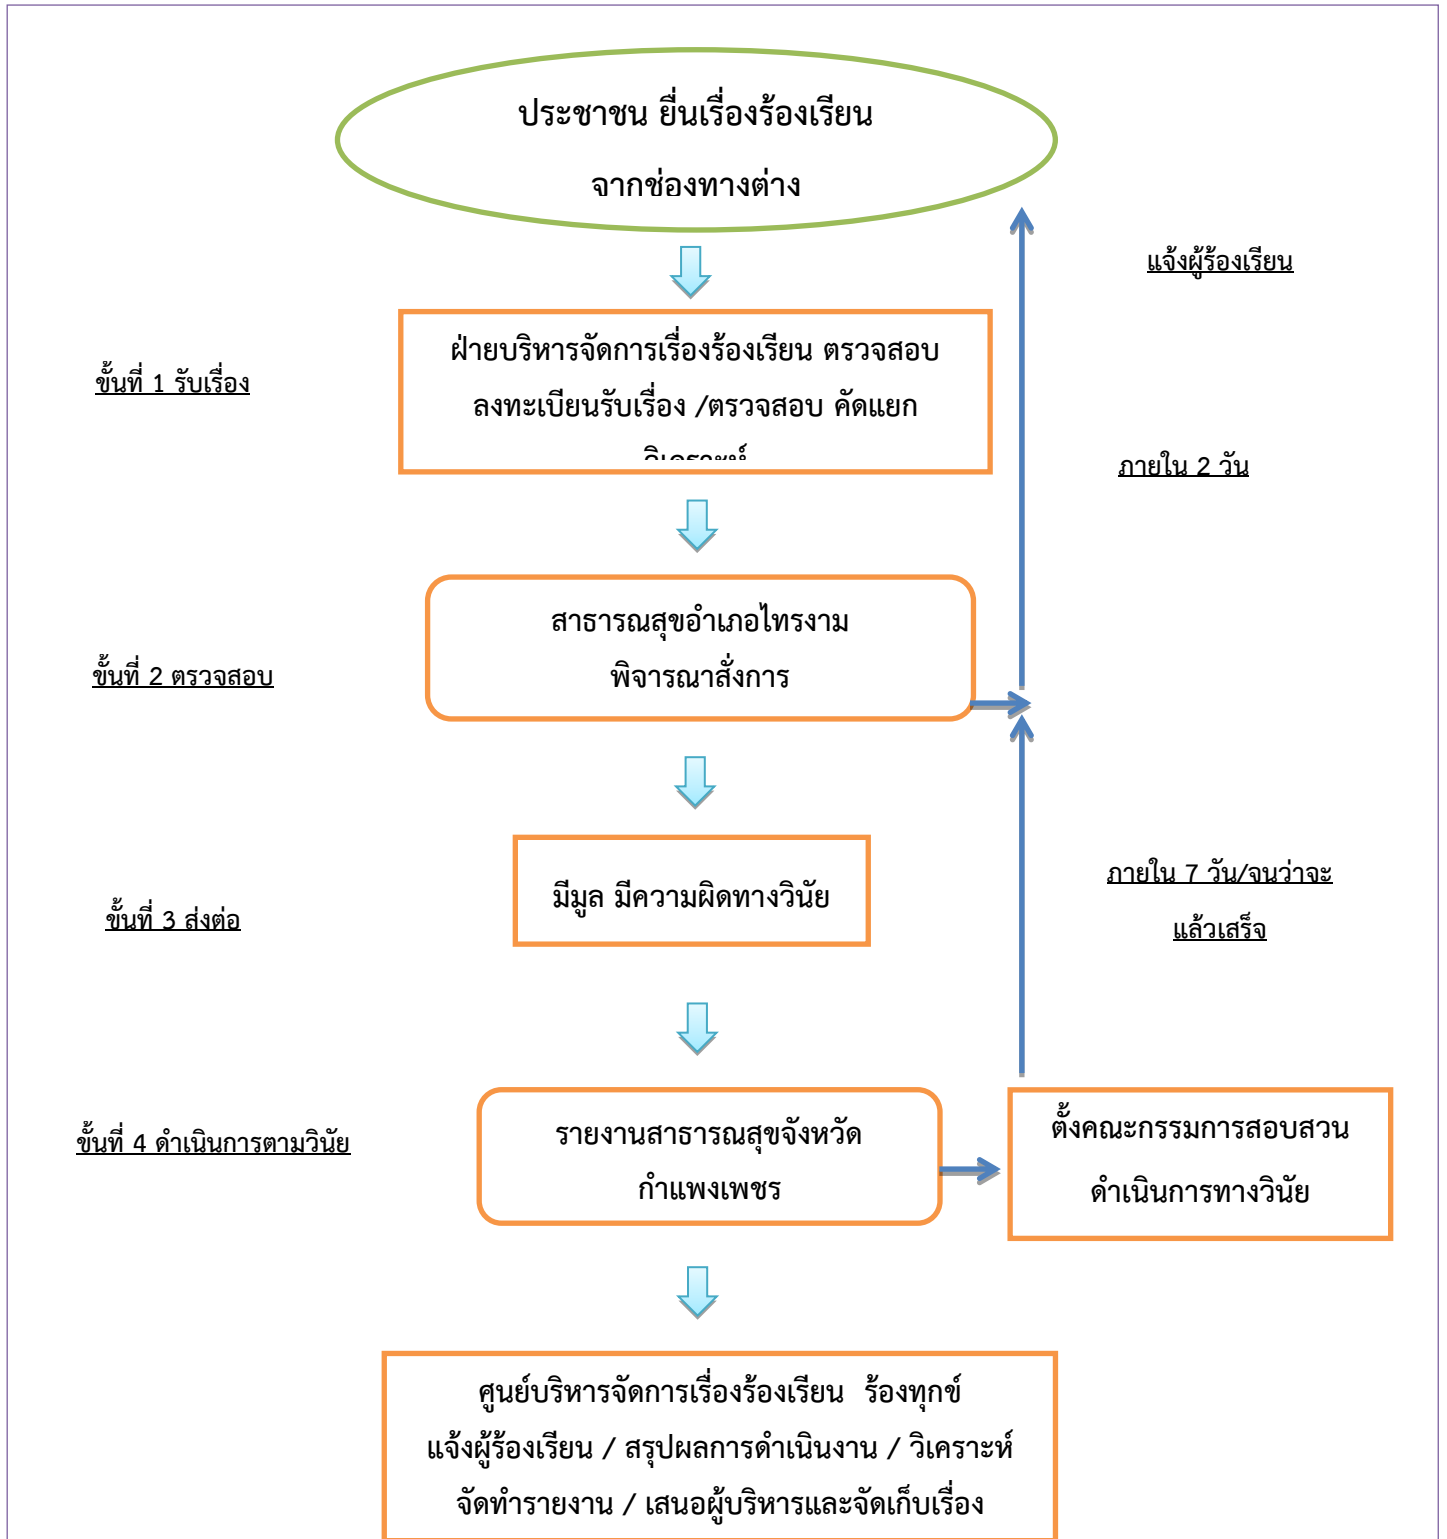 ประชาชน ยื่นเรื่องร้องเรียน
จากช่องทางต่าง
แจ้งผู้ร้องเรียน
ขั้นที่ 1 รับเรื่อง
ฝ่ายบริหารจัดการเรื่องร้องเรียน ตรวจสอบ
ลงทะเบียนรับเรื่อง /ตรวจสอบ คัดแยก
ภายใน 2 วัน
ขั้นที่ 2 ตรวจสอบ
สาธารณสุขอำเภอไทรงาม
พิจารณาสั่งการ
ขั้นที่ 3 ส่งต่อ
มีมูล มีความผิดทางวินัย
ภายใน 7 วัน/จนว่าจะ
แล้วเสร็จ
ขั้นที่ 4 ดำเนินการตามวินัย
รายงานสาธารณสุขจังหวัด
กำแพงเพชร
ตั้งคณะกรรมการสอบสวน
ดำเนินการทางวินัย
ศูนย์บริหารจัดการเรื่องร้องเรียน ร้องทุกข์
แจ้งผู้ร้องเรียน / สรุปผลการดำเนินงาน / วิเคราะห์
จัดทำรายงาน / เสนอผู้บริหารและจัดเก็บเรื่อง